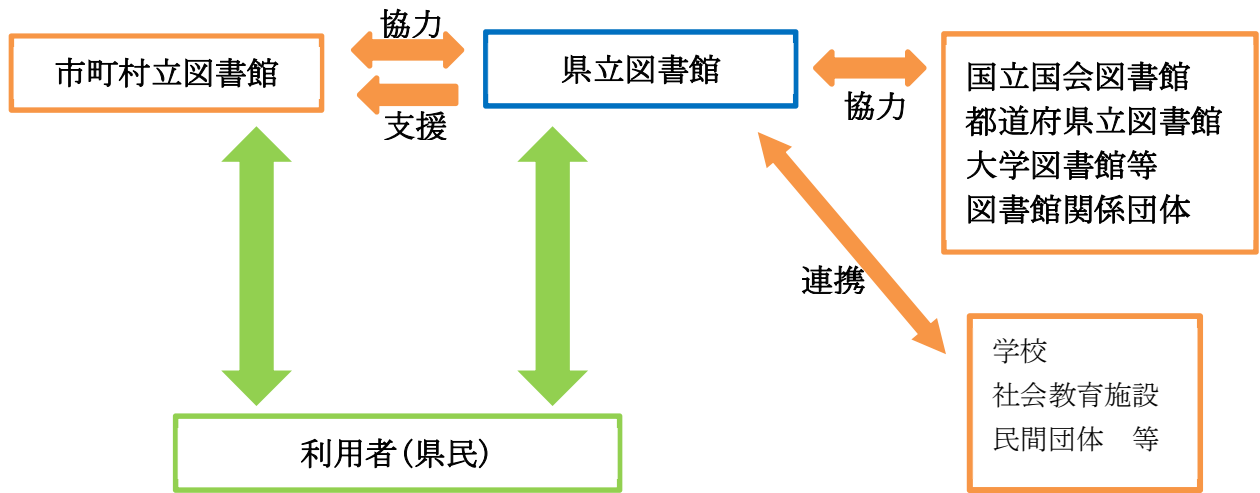 協力
市町村立図書館
県立図書館
支援
協力
国立国会図書館
都道府県立図書館
大学図書館等
図書館関係団体
連携
学校
社会教育施設
民間団体　等
利用者(県民)